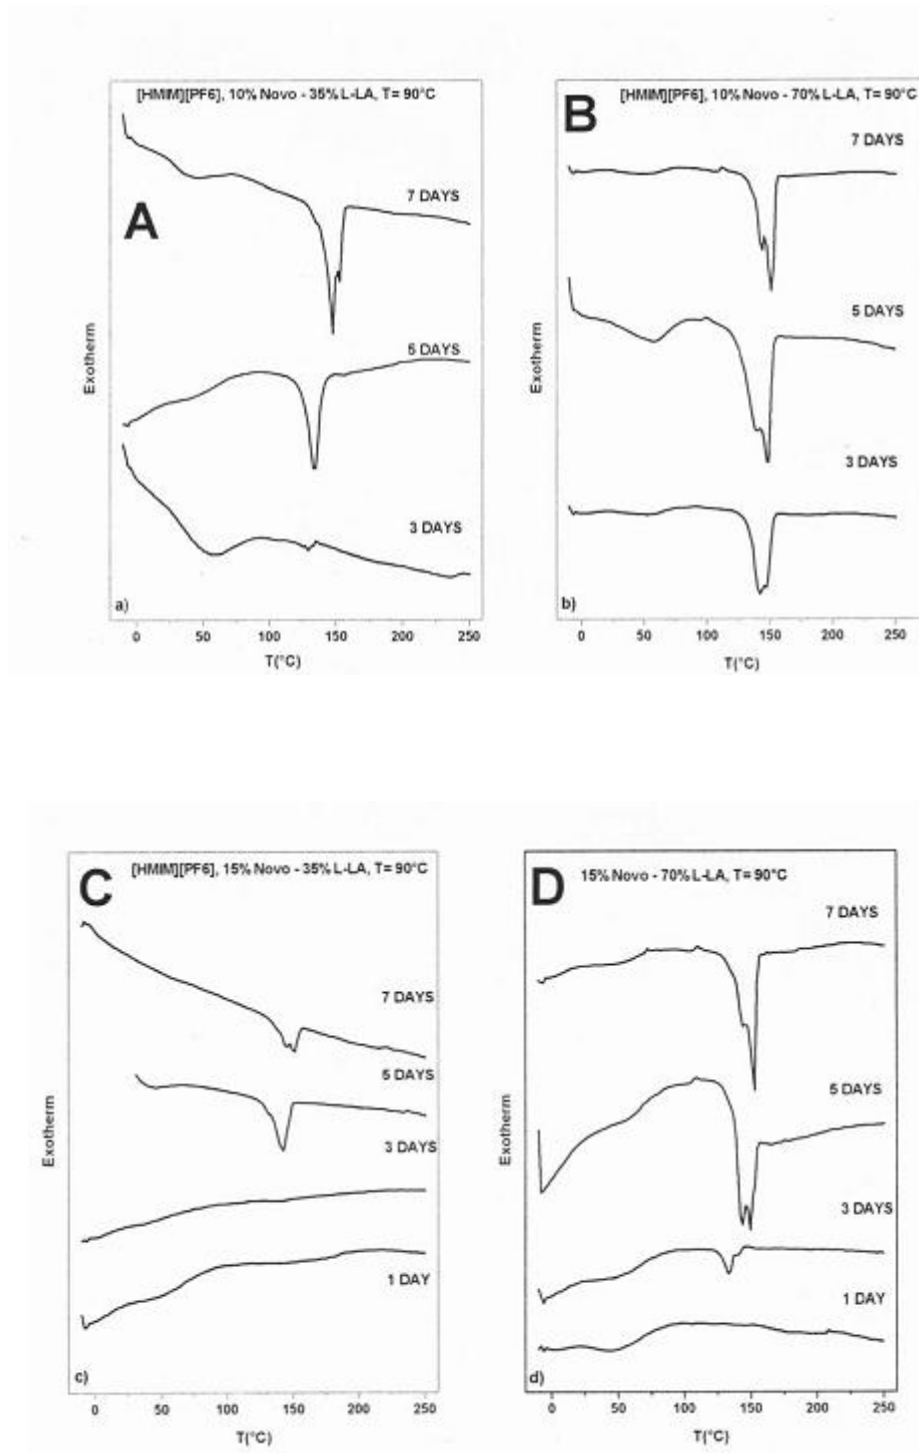 [HMIM][PF6], 10% Novo - 35% L-LA, T= 90°C
A
7 DAYS
5 DAYS
3 DAYS
Exotherm
a)
0 50 100 150 200 250
T(°C)
[HMIM][PF6], 10% Novo - 70% L-LA, T= 90°C
B
7 DAYS
5 DAYS
3 DAYS
Exotherm
b)
0 50 100 150 200 250
T(°C)
[HMIM][PF6], 15% Novo - 35% L-LA, T= 90°C
C
7 DAYS
5 DAYS
3 DAYS
1 DAY
Exotherm
c)
0 50 100 150 200 250
T(°C)
15% Novo - 70% L-LA, T= 90°C
D
7 DAYS
5 DAYS
3 DAYS
1 DAY
Exotherm
d)
0 50 100 150 200 250
T(°C)